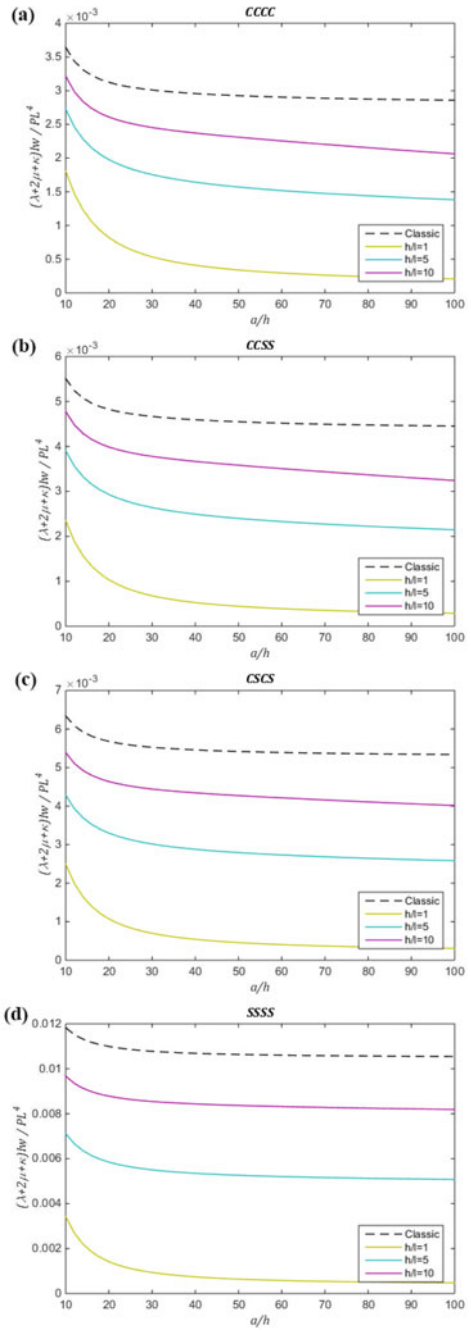 (a) CCCC
×10⁻³
4
3.5
3
2.5
2
1.5
1
0.5
0
(λ+2μ+κ)Iw / PL⁴
Classic
h/l=1
h/l=5
h/l=10
10 20 30 40 50 60 70 80 90 100
a/h
(b) CCSS
×10⁻³
6
5
4
3
2
1
0
(λ+2μ+κ)Iw / PL⁴
Classic
h/l=1
h/l=5
h/l=10
10 20 30 40 50 60 70 80 90 100
a/h
(c) CSCS
×10⁻³
7
6
5
4
3
2
1
0
(λ+2μ+κ)Iw / PL⁴
Classic
h/l=1
h/l=5
h/l=10
10 20 30 40 50 60 70 80 90 100
a/h
(d) SSSS
0.012
0.01
0.008
0.006
0.004
0.002
0
(λ+2μ+κ)Iw / PL⁴
Classic
h/l=1
h/l=5
h/l=10
10 20 30 40 50 60 70 80 90 100
a/h